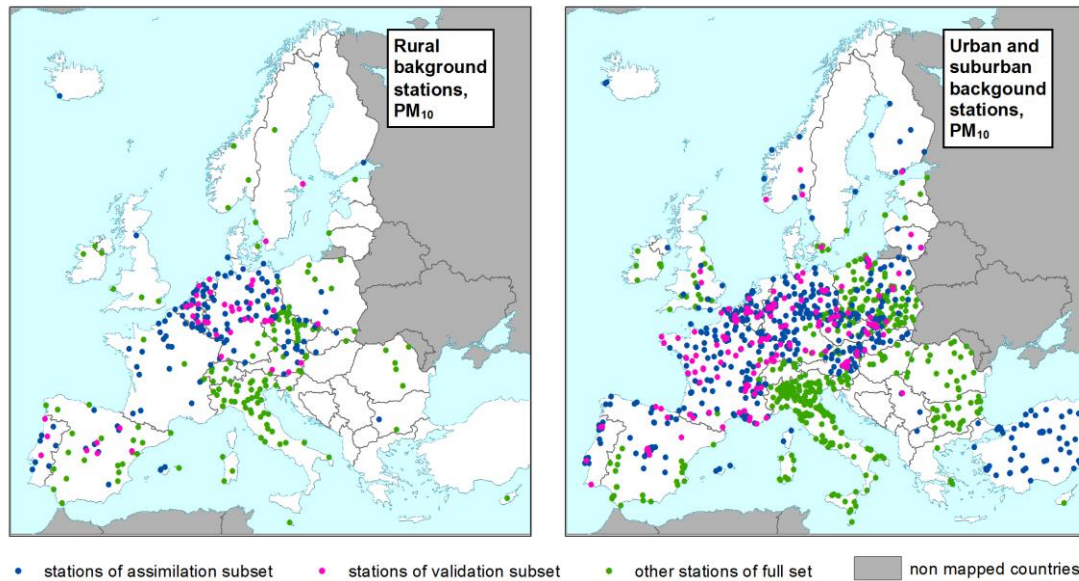 Rural
bakground
stations,
PM₁₀
Urban and
suburban
backgound
stations,
PM₁₀
stations of assimilation subset
stations of validation subset
other stations of full set
non mapped countries